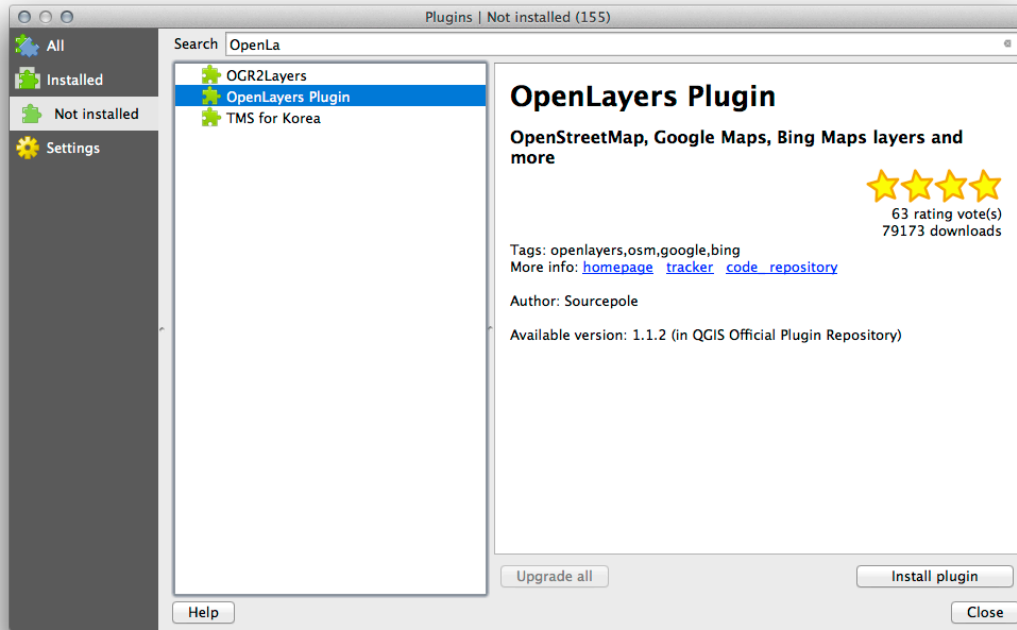 Plugins | Not installed (155)
All
Installed
Not installed
Settings
Search OpenLa
OGR2Layers
OpenLayers Plugin
TMS for Korea
OpenLayers Plugin
OpenStreetMap, Google Maps, Bing Maps layers and
more
63 rating vote(s)
79173 downloads
Tags: openlayers,osm,google,bing
More info: homepage tracker code_repository
Author: Sourcepole
Available version: 1.1.2 (in QGIS Official Plugin Repository)
Upgrade all
Install plugin
Help
Close